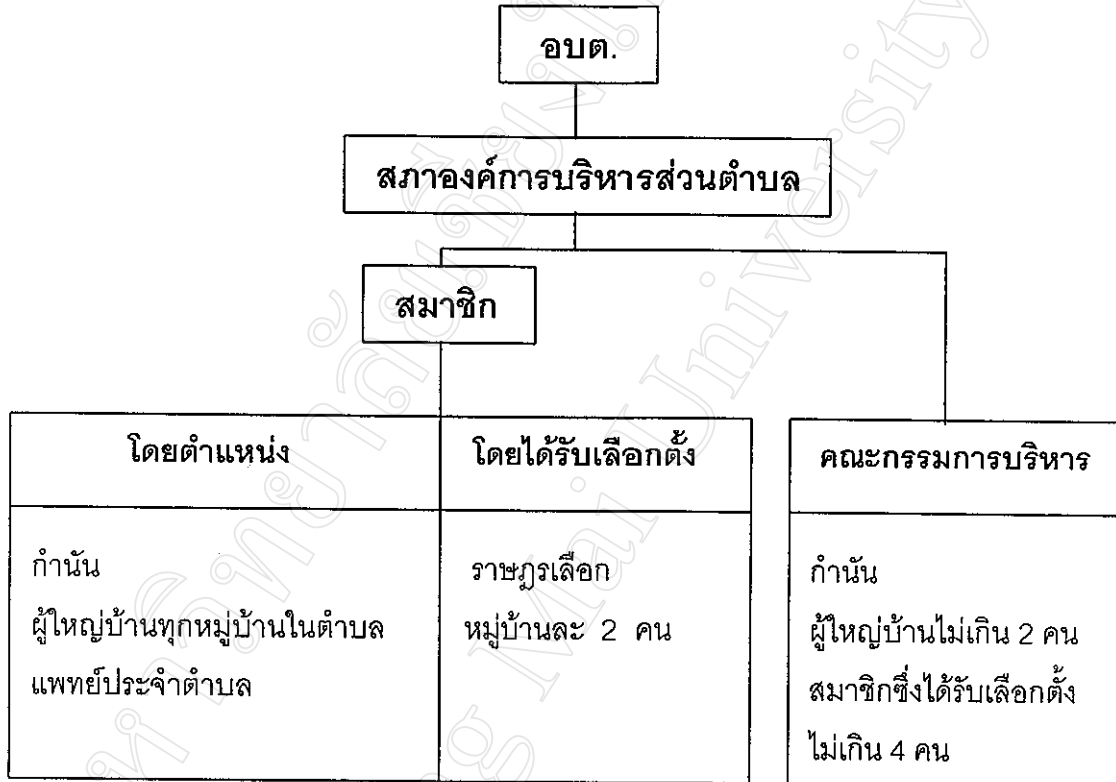 อบต.
สภาองค์การบริหารส่วนตำบล
สมาชิก
โดยตำแหน่ง
กำนัน
ผู้ใหญ่บ้านทุกหมู่บ้านในตำบล
แพทย์ประจำตำบล
โดยได้รับเลือกตั้ง
ราษฎรเลือก
หมู่บ้านละ 2 คน
คณะกรรมการบริหาร
กำนัน
ผู้ใหญ่บ้านไม่เกิน 2 คน
สมาชิกซึ่งได้รับเลือกตั้ง
ไม่เกิน 4 คน
g Mai University